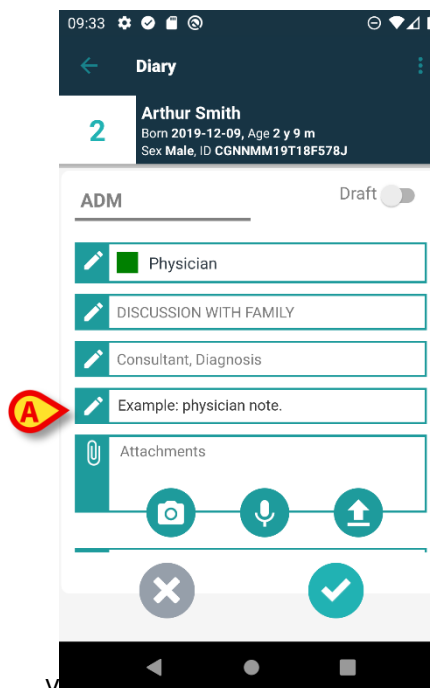 09:33
Diary
2
Arthur Smith
Born 2019-12-09, Age 2 y 9 m
Sex Male, ID CGNNMM19T18F578J
ADM
Draft
Physician
DISCUSSION WITH FAMILY
Consultant, Diagnosis
A
Example: physician note.
Attachments